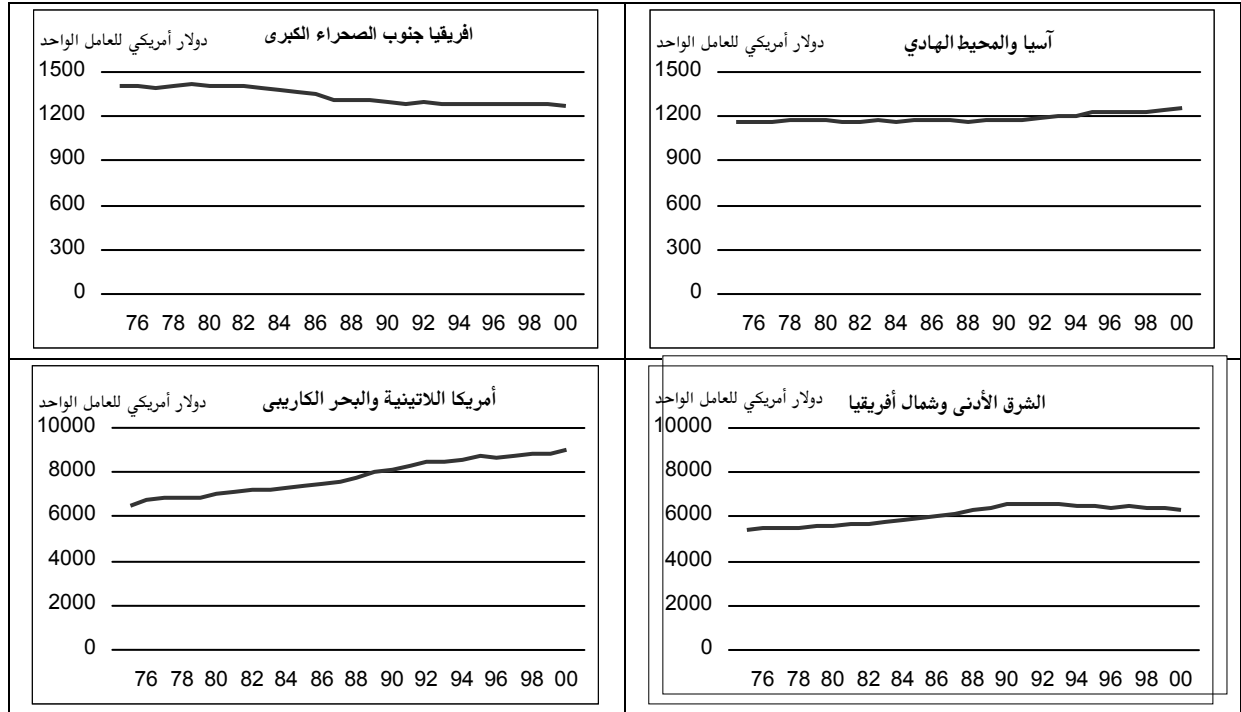 افريقيا جنوب الصحراء الكبرى
دولار أمريكي للعامل الواحد
1500
1200
900
600
300
0
76 78 80 82 84 86 88 90 92 94 96 98 00
آسيا والمحيط الهادي
دولار أمريكي للعامل الواحد
1500
1200
900
600
300
0
76 78 80 82 84 86 88 90 92 94 96 98 00
أمريكا اللاتينية والبحر الكاريبى
دولار أمريكي للعامل الواحد
10000
8000
6000
4000
2000
0
76 78 80 82 84 86 88 90 92 94 96 98 00
الشرق الأدنى وشمال أفريقيا
دولار أمريكي للعامل الواحد
10000
8000
6000
4000
2000
0
76 78 80 82 84 86 88 90 92 94 96 98 00